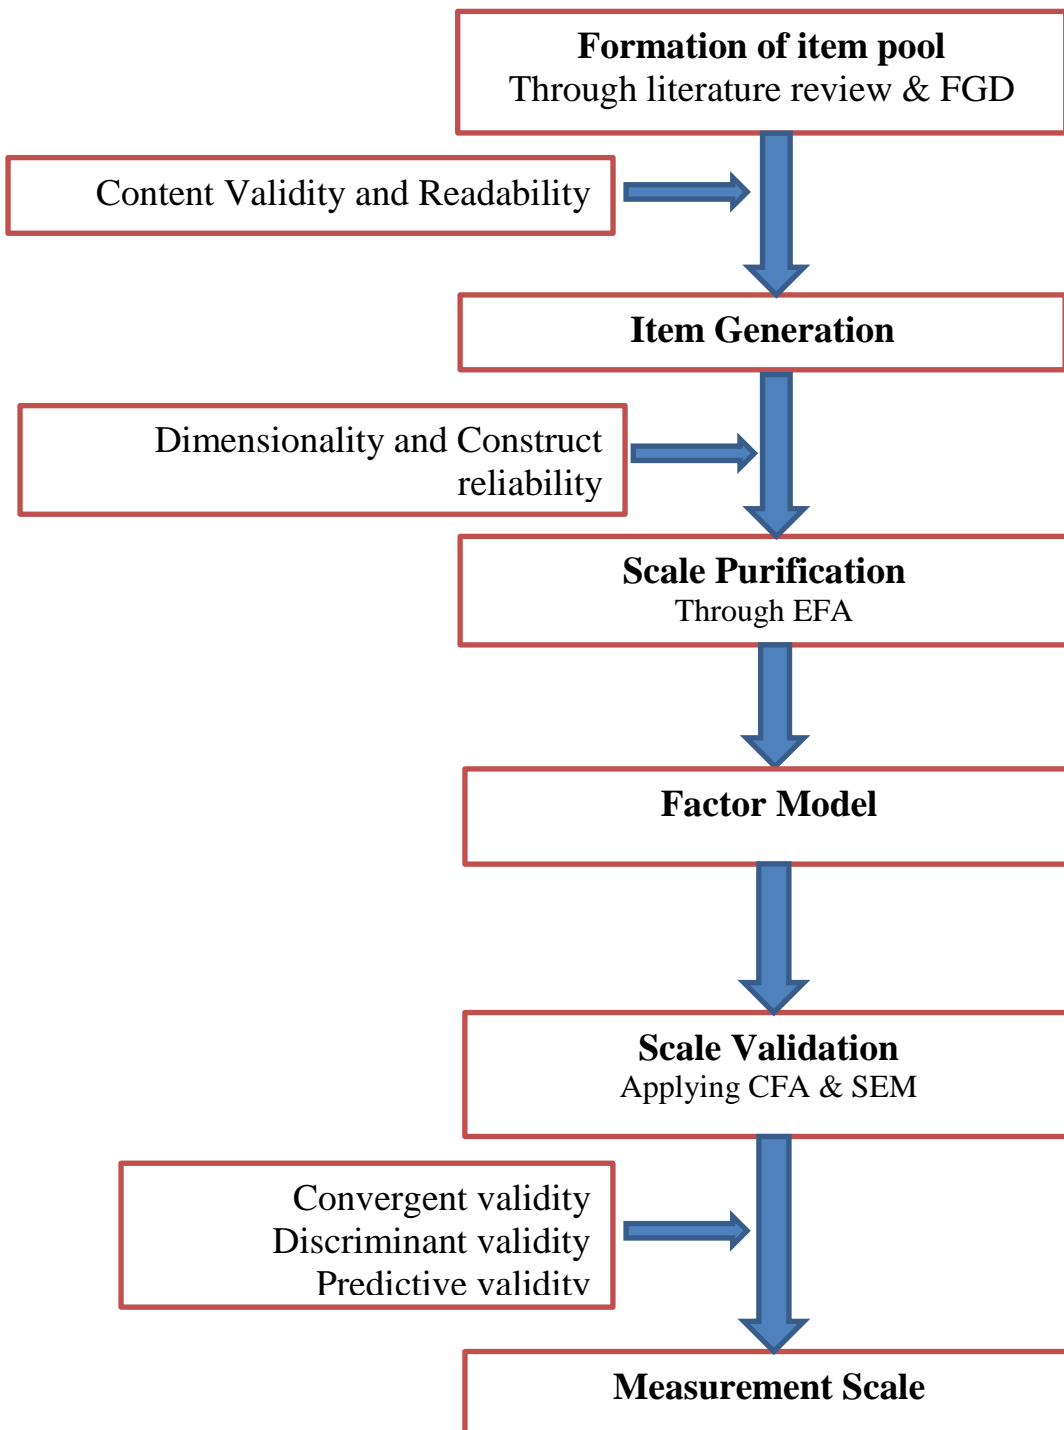 Formation of item pool
Through literature review & FGD
Content Validity and Readability
Item Generation
Dimensionality and Construct
reliability
Scale Purification
Through EFA
Factor Model
Scale Validation
Applying CFA & SEM
Convergent validity
Discriminant validity
Predictive validity
Measurement Scale